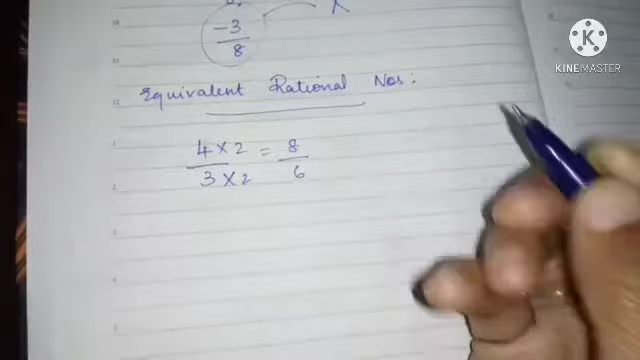 -3
8
Equivalent Rational Nos:
4 × 2 = 8
3 × 2 6
K
KINEMASTER